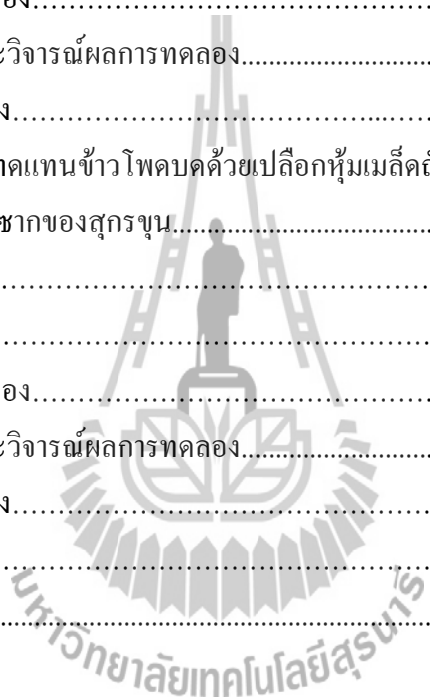 อง................................................
ะวิจารณ์ผลการทดลอง................................
ง................................................
ทดแทนข้าวโพดบดด้วยเปลือกหุ้มเมล็ดถั
ซากของสุกรขุน................................
................................................
................................................
อง................................................
ะวิจารณ์ผลการทดลอง................................
ง................................................
................................................
................................................
มหาวิทยาลัยเทคโนโลยีสุรนารี